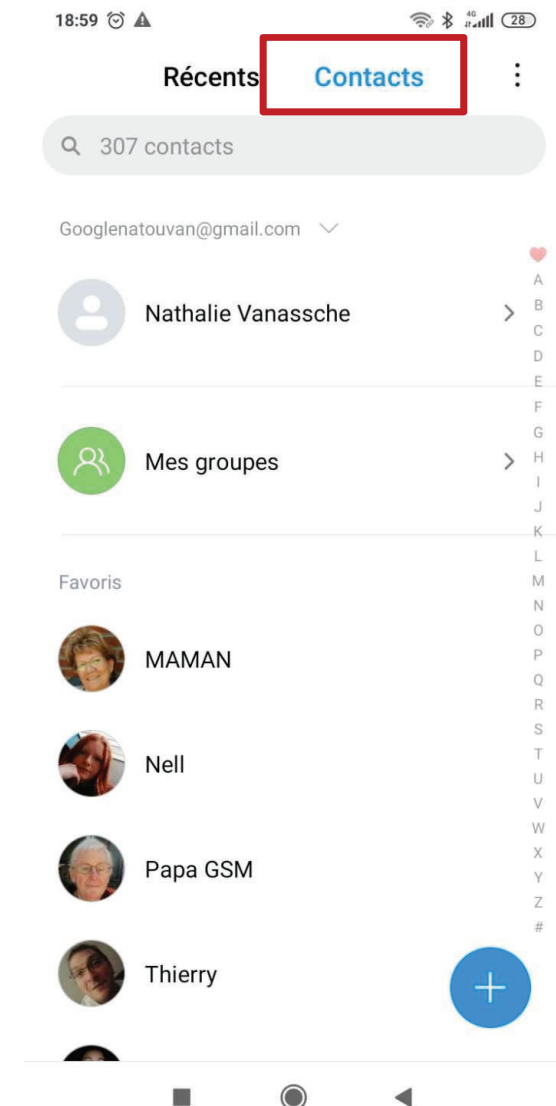 18:59 4G 28
Récents Contacts
307 contacts
Googlenatouvan@gmail.com
Nathalie Vanassche
Mes groupes
Favoris
MAMAN
Nell
Papa GSM
Thierry
A
B
C
D
E
F
G
H
I
J
K
L
M
N
O
P
Q
R
S
T
U
V
W
X
Y
Z
#